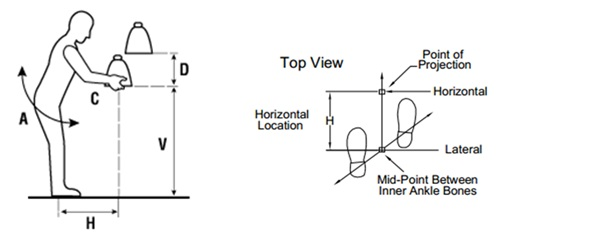 D
C
A
V
H
Top View
Point of
Projection
Horizontal
Horizontal
Location
H
Lateral
Mid-Point Between
Inner Ankle Bones